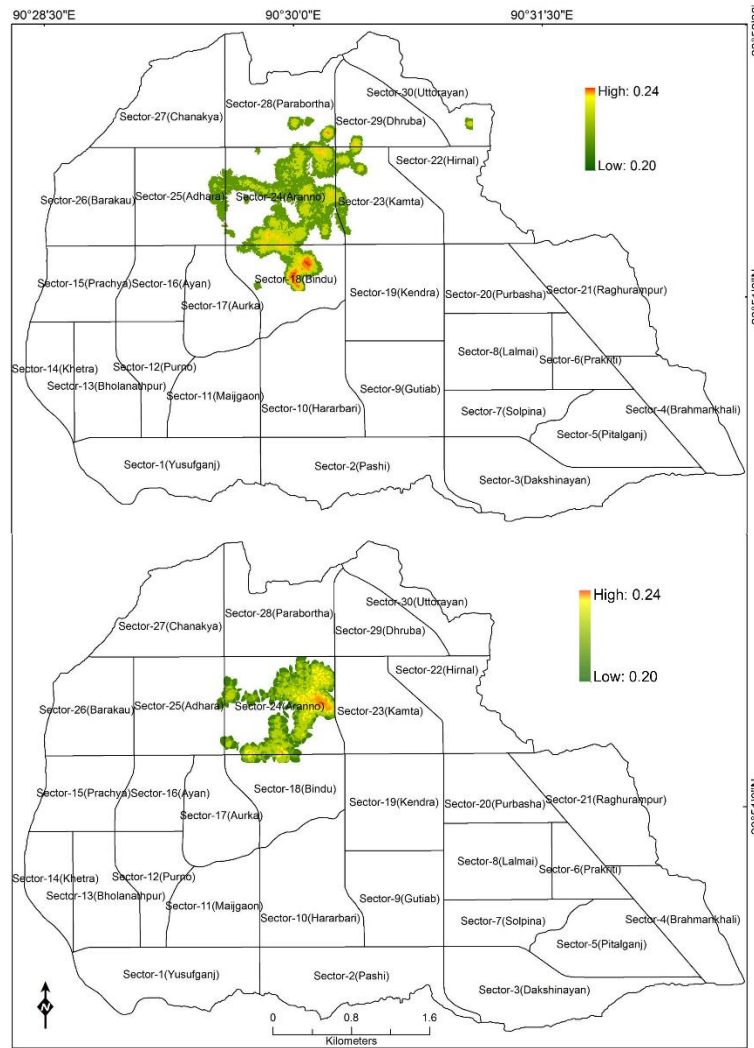 90°28'30"E 90°30'0"E 90°31'30"E
Sector-30(Uttorayan)
Sector-28(Parabortha)
Sector-27(Chanakya)
Sector-29(Dhruba)
High: 0.24
Low: 0.20
Sector-22(Hirnal)
Sector-26(Barakau) Sector-25(Adhara) Sector-24(Aranno) Sector-23(Kamta)
Sector-15(Prachya) Sector-16(Ayan) Sector-18(Bindu)
Sector-17(Aurka) Sector-19(Kendra) Sector-20(Purbasha) Sector-21(Raghurampur)
Sector-14(Khetra) Sector-12(Purno) Sector-8(Lalmai) Sector-6(Prakriti)
Sector-13(Bholanathpur)
Sector-11(Maijgaon) Sector-10(Hararbari) Sector-9(Gutiab) Sector-7(Solpina) Sector-4(Brahmankhali)
Sector-5(Pitalganj)
Sector-1(Yusufganj) Sector-2(Pashi) Sector-3(Dakshinayan)
Sector-30(Uttorayan)
Sector-28(Parabortha)
Sector-27(Chanakya)
Sector-29(Dhruba)
High: 0.24
Low: 0.20
Sector-22(Hirnal)
Sector-26(Barakau) Sector-25(Adhara) Sector-24(Aranno) Sector-23(Kamta)
Sector-15(Prachya) Sector-16(Ayan) Sector-18(Bindu)
Sector-17(Aurka) Sector-19(Kendra) Sector-20(Purbasha) Sector-21(Raghurampur)
Sector-14(Khetra) Sector-12(Purno) Sector-8(Lalmai) Sector-6(Prakriti)
Sector-13(Bholanathpur)
Sector-11(Maijgaon) Sector-10(Hararbari) Sector-9(Gutiab) Sector-7(Solpina) Sector-4(Brahmankhali)
Sector-5(Pitalganj)
Sector-1(Yusufganj) Sector-2(Pashi) Sector-3(Dakshinayan)
N
0 0.8 1.6
Kilometers